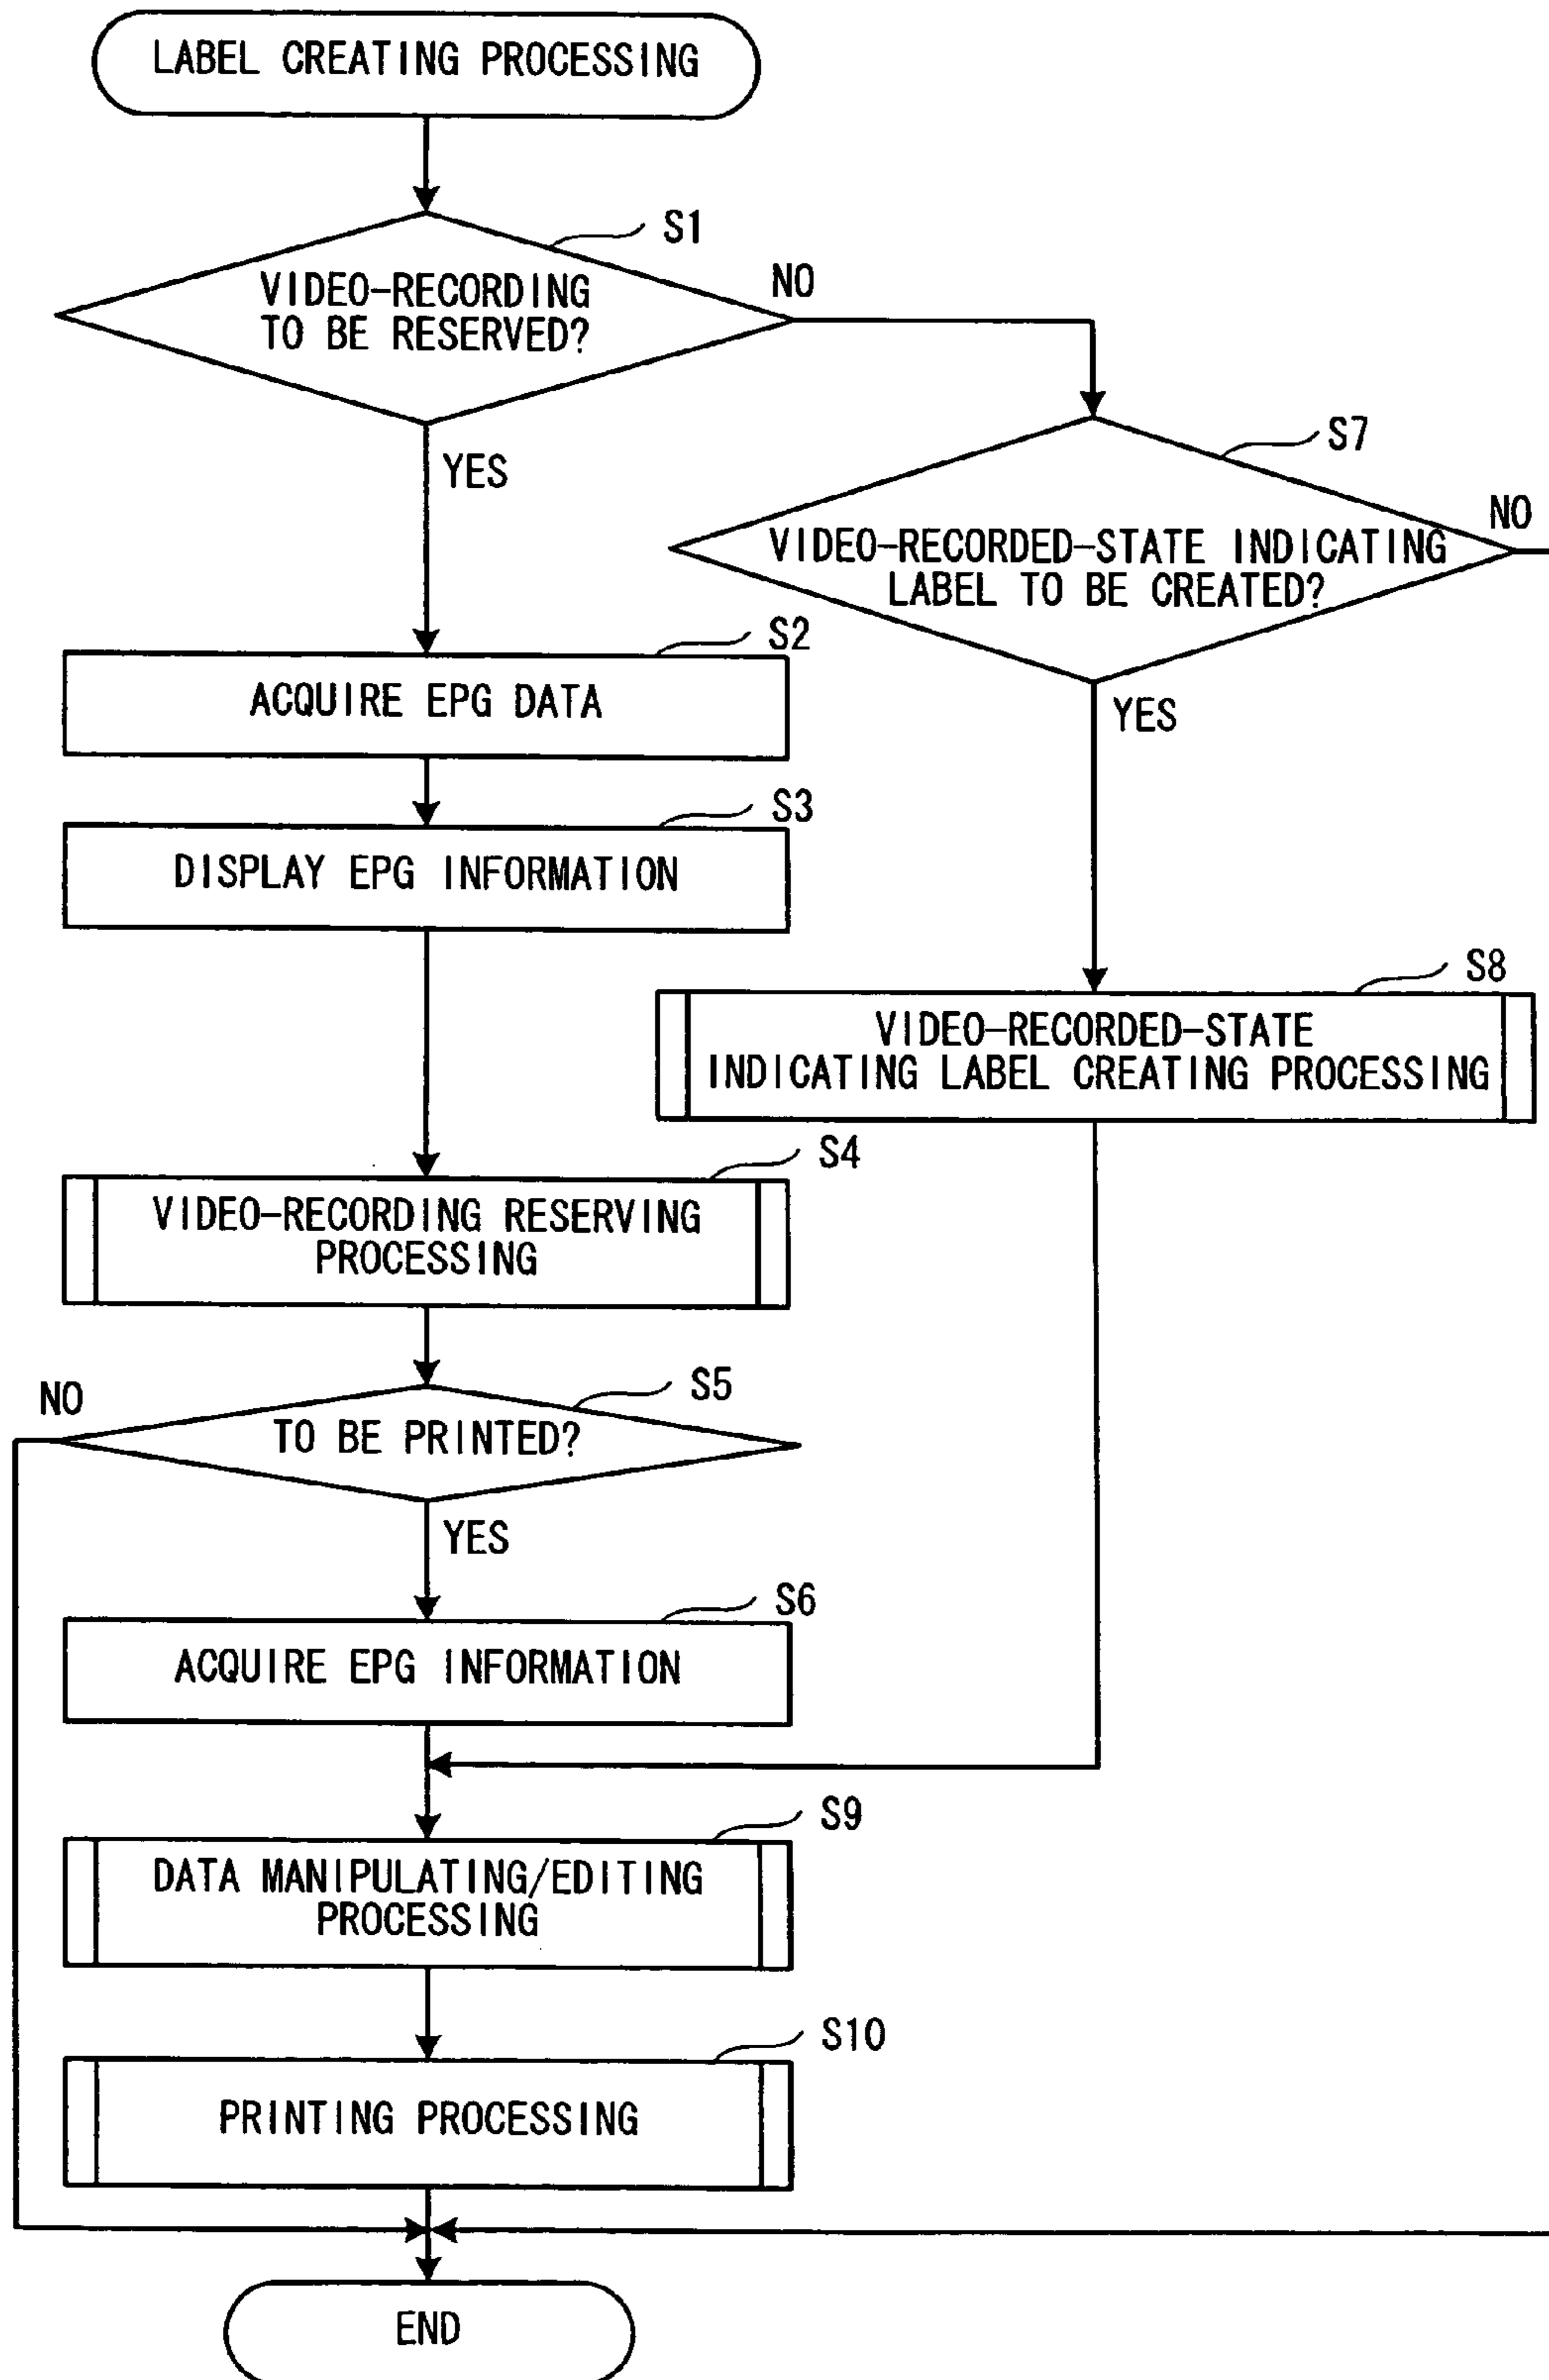 LABEL CREATING PROCESSING
S1
VIDEO-RECORDING
TO BE RESERVED?
NO
YES
S7
VIDEO-RECORDED-STATE INDICATING
LABEL TO BE CREATED?
NO
YES
S2
ACQUIRE EPG DATA
S3
DISPLAY EPG INFORMATION
S8
VIDEO-RECORDED-STATE
INDICATING LABEL CREATING PROCESSING
S4
VIDEO-RECORDING RESERVING
PROCESSING
S5
TO BE PRINTED?
NO
YES
S6
ACQUIRE EPG INFORMATION
S9
DATA MANIPULATING/EDITING
PROCESSING
S10
PRINTING PROCESSING
END